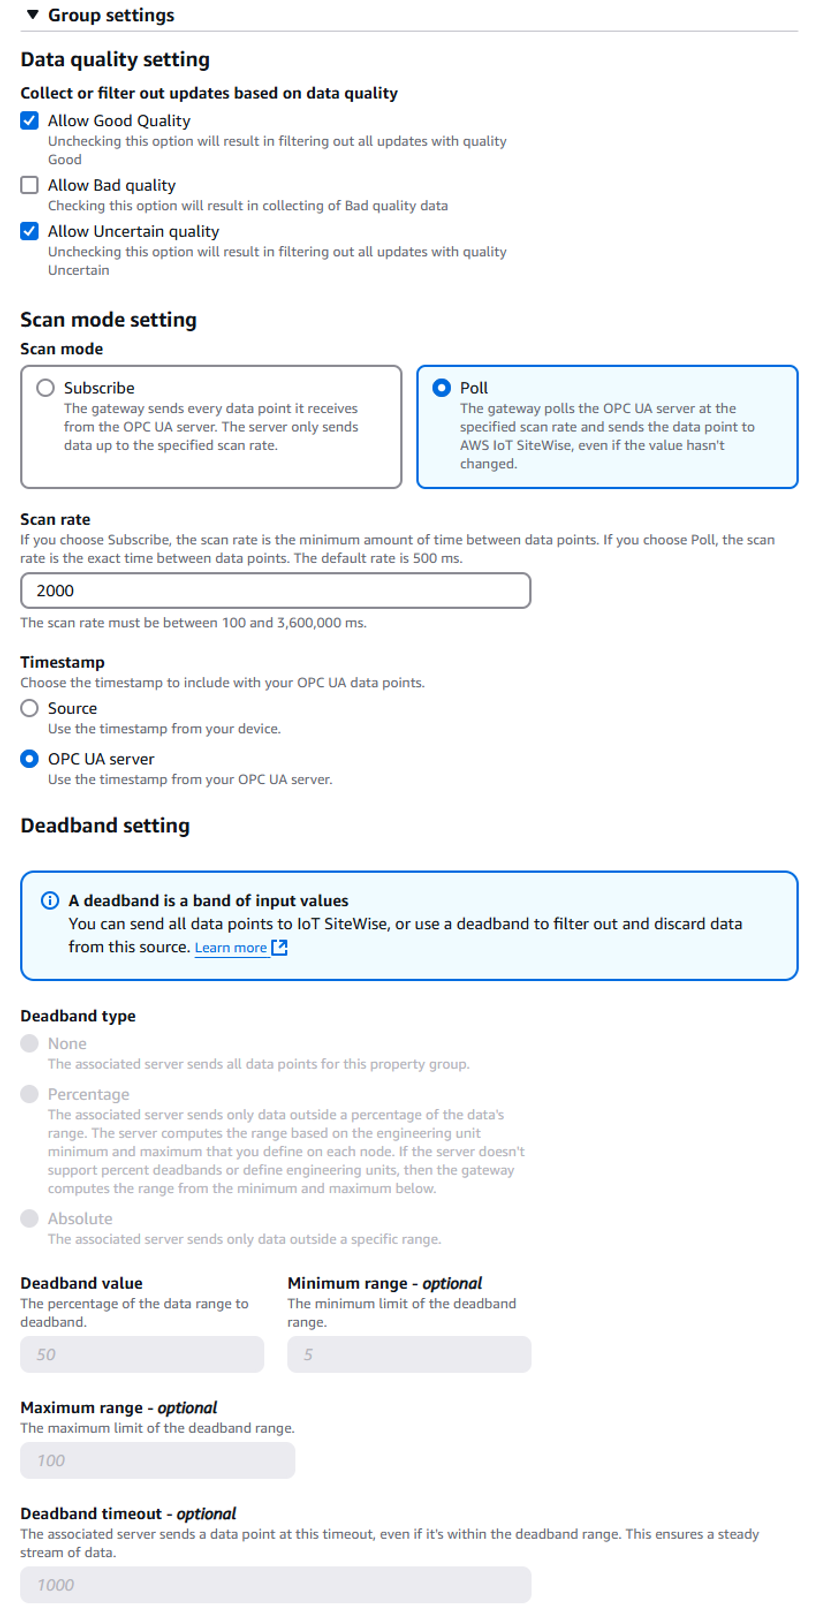 Group settings
Data quality setting
Collect or filter out updates based on data quality
Allow Good Quality
Unchecking this option will result in filtering out all updates with quality
Good
Allow Bad quality
Checking this option will result in collecting of Bad quality data
Allow Uncertain quality
Unchecking this option will result in filtering out all updates with quality
Uncertain
Scan mode setting
Scan mode
Subscribe
The gateway sends every data point it receives
from the OPC UA server. The server only sends
data up to the specified scan rate.
Poll
The gateway polls the OPC UA server at the
specified scan rate and sends the data point to
AWS IoT SiteWise, even if the value hasn't
changed.
Scan rate
If you choose Subscribe, the scan rate is the minimum amount of time between data points. If you choose Poll, the scan
rate is the exact time between data points. The default rate is 500 ms.
2000
The scan rate must be between 100 and 3,600,000 ms.
Timestamp
Choose the timestamp to include with your OPC UA data points.
Source
Use the timestamp from your device.
OPC UA server
Use the timestamp from your OPC UA server.
Deadband setting
A deadband is a band of input values
You can send all data points to IoT SiteWise, or use a deadband to filter out and discard data
from this source. Learn more
Deadband type
None
The associated server sends all data points for this property group.
Percentage
The associated server sends only data outside a percentage of the data's
range. The server computes the range based on the engineering unit
minimum and maximum that you define on each node. If the server doesn't
support percent deadbands or define engineering units, then the gateway
computes the range from the minimum and maximum below.
Absolute
The associated server sends only data outside a specific range.
Deadband value
The percentage of the data range to
deadband.
50
Minimum range - optional
The minimum limit of the deadband
range.
5
Maximum range - optional
The maximum limit of the deadband range.
100
Deadband timeout - optional
The associated server sends a data point at this timeout, even if it's within the deadband range. This ensures a steady
stream of data.
1000